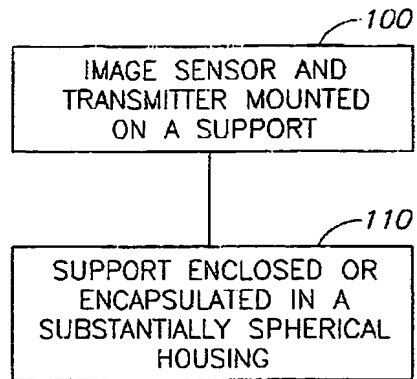 100
IMAGE SENSOR AND
TRANSMITTER MOUNTED
ON A SUPPORT
110
SUPPORT ENCLOSED OR
ENCAPSULATED IN A
SUBSTANTIALLY SPHERICAL
HOUSING